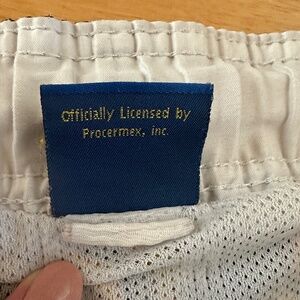 Officially Licensed by
Procermex, inc.